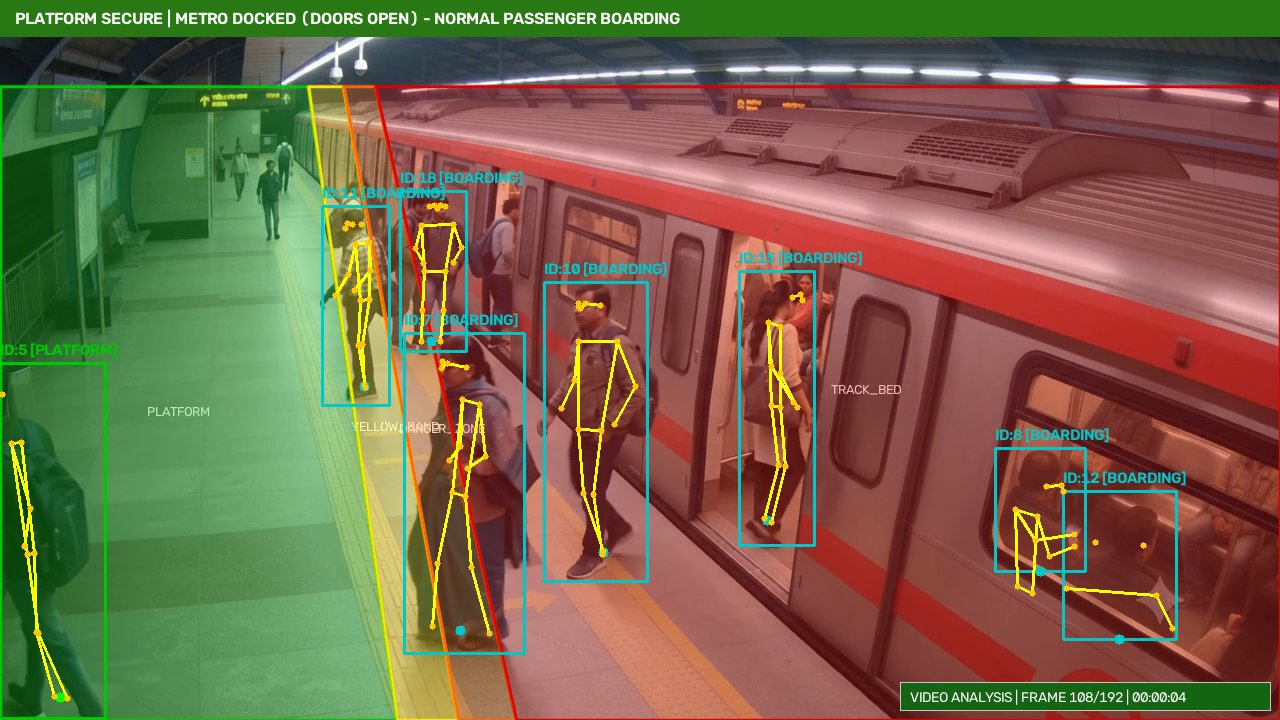 PLATFORM SECURE | METRO DOCKED (DOORS OPEN) - NORMAL PASSENGER BOARDING
ID:18 [BOARDING]
ID:11 [BOARDING]
ID:15 [BOARDING]
ID:10 [BOARDING]
ID:7 [BOARDING]
ID:5 [PLATFORM]
TRACK_BED
PLATFORM
YELLOW_BAND
DANGER_ZONE
ID:8 [BOARDING]
ID:12 [BOARDING]
VIDEO ANALYSIS | FRAME 108/192 | 00:00:04